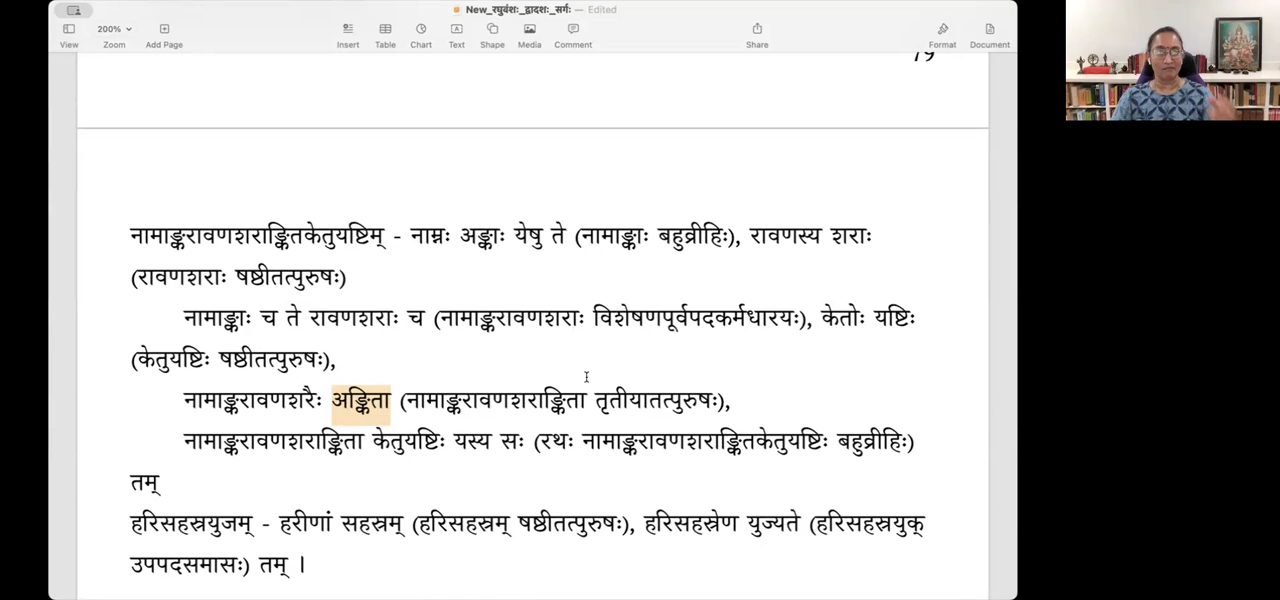 New_रघुवंशः_द्वादशः_सर्गः — Edited
200%
View Zoom Add Page Insert Table Chart Text Shape Media Comment Share Format Document
79
नामाङ्करावणशराङ्कितकेतुयष्टिम् - नाम्नः अङ्काः येषु ते (नामाङ्काः बहुव्रीहिः), रावणस्य शराः
(रावणशराः षष्ठीतत्पुरुषः)
नामाङ्काः च ते रावणशराः च (नामाङ्करावणशराः विशेषणपूर्वपदकर्मधारयः), केतोः यष्टिः
(केतुयष्टिः षष्ठीतत्पुरुषः),
नामाङ्करावणशरैः अङ्किता (नामाङ्करावणशराङ्किता तृतीयातत्पुरुषः),
नामाङ्करावणशराङ्किता केतुयष्टिः यस्य सः (रथः नामाङ्करावणशराङ्कितकेतुयष्टिः बहुव्रीहिः)
तम्
हरिसहस्रयुजम् - हरीणां सहस्रम् (हरिसहस्रम् षष्ठीतत्पुरुषः), हरिसहस्रेण युज्यते (हरिसहस्रयुक्
उपपदसमासः) तम् ।